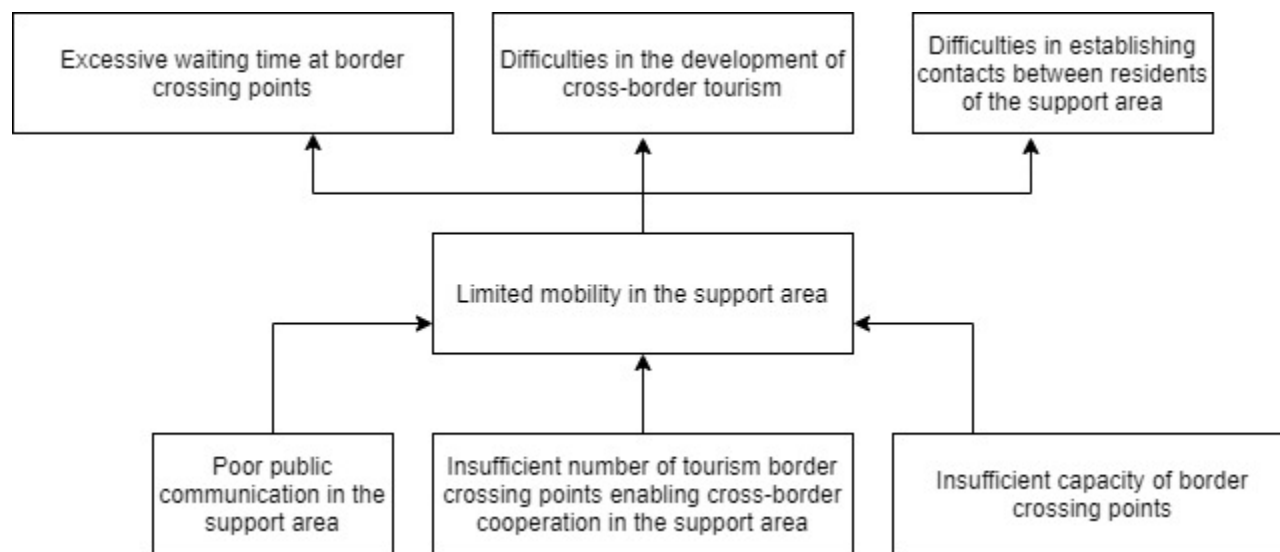 Excessive waiting time at border
crossing points
Difficulties in the development of
cross-border tourism
Difficulties in establishing
contacts between residents
of the support area
Limited mobility in the support area
Poor public
communication in the
support area
Insufficient number of tourism border
crossing points enabling cross-border
cooperation in the support area
Insufficient capacity of border
crossing points